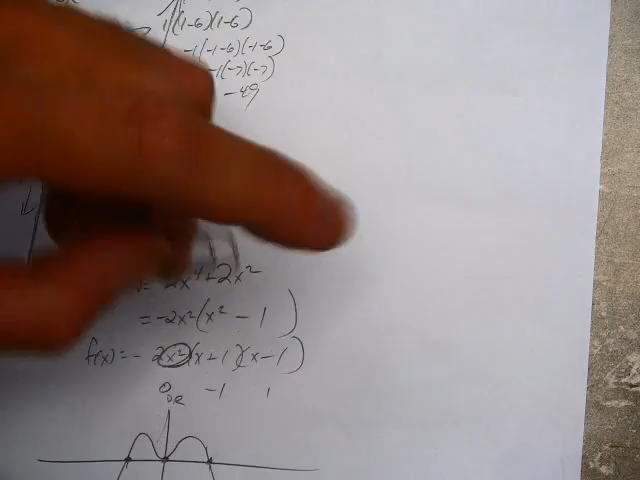 (1-6)(1-6)
-1(-1-6)(-1-6)
-1(-7)(-7)
-49
= -2x⁴+2x²
= -2x²(x² - 1)
f(x) = -2x²(x+1)(x-1)
0 -1 1
DR